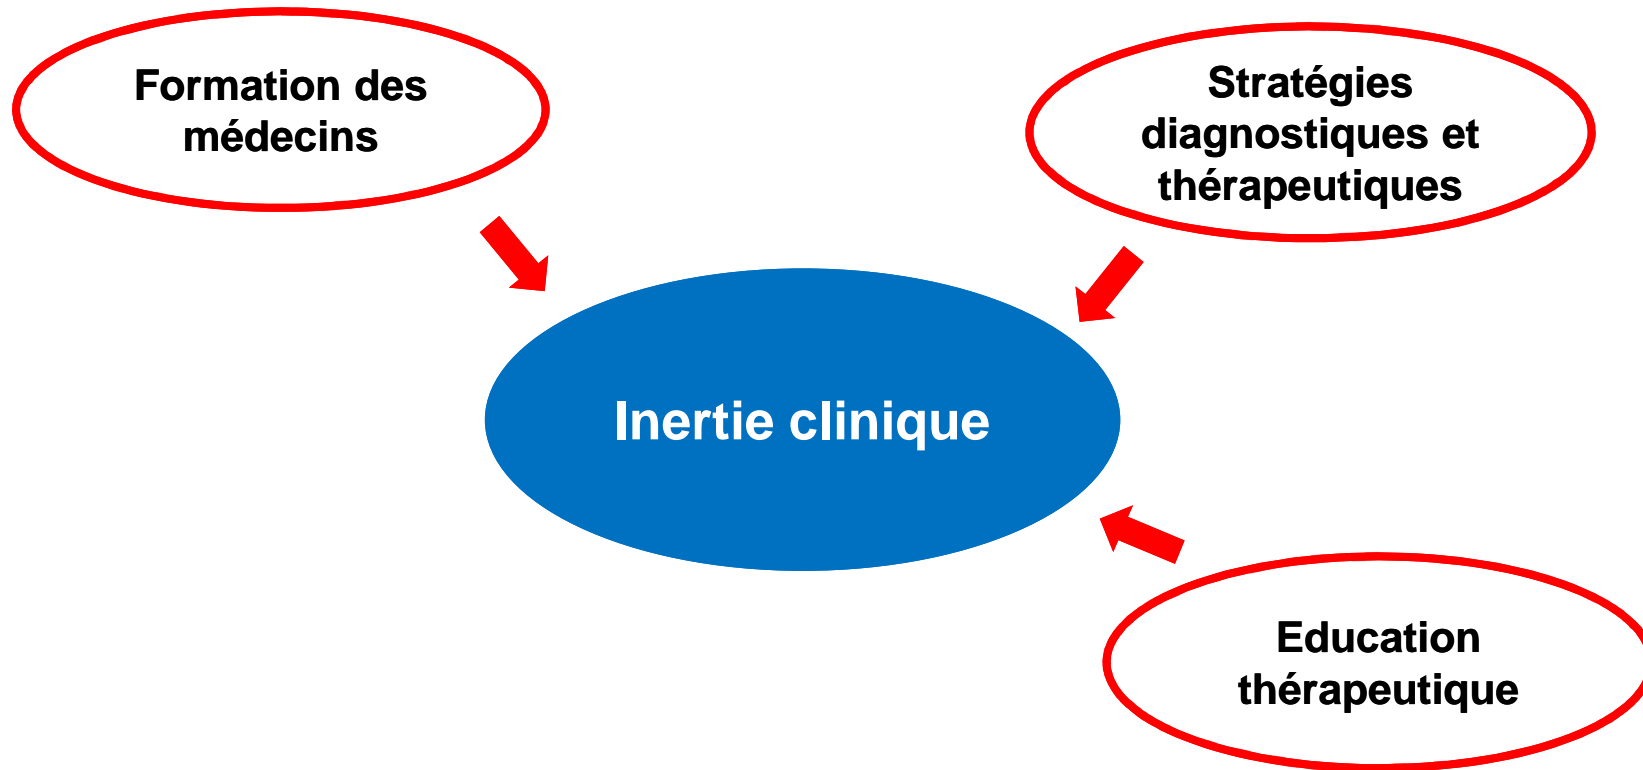 Formation des
médecins
Stratégies
diagnostiques et
thérapeutiques
Inertie clinique
Education
thérapeutique